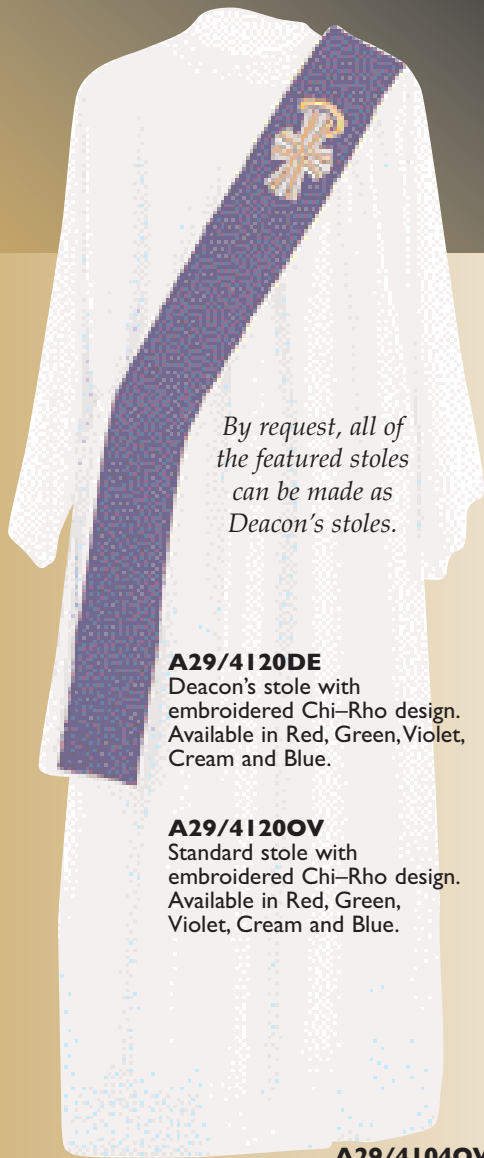 By request, all of
the featured stoles
can be made as
Deacon's stoles.
A29/4120DE
Deacon's stole with
embroidered Chi–Rho design.
Available in Red, Green, Violet,
Cream and Blue.
A29/4120OV
Standard stole with
embroidered Chi–Rho design.
Available in Red, Green,
Violet, Cream and Blue.
A29/4104OV